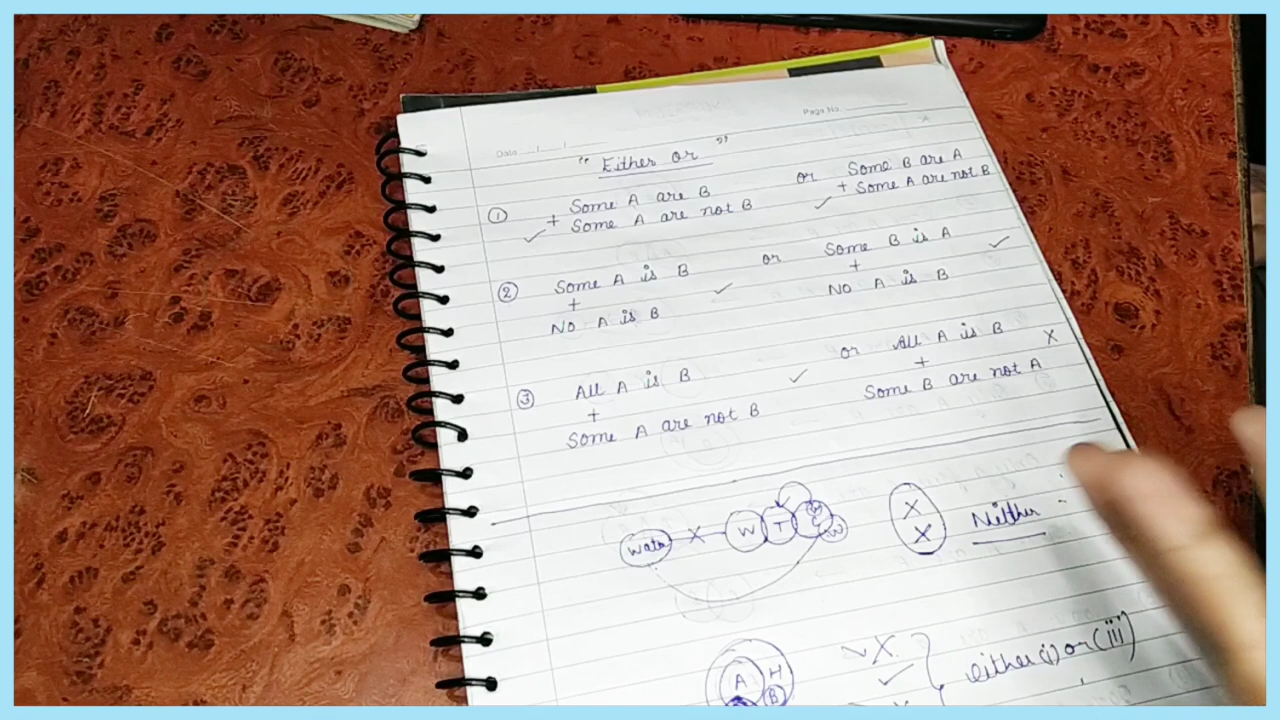 Page No.
Date
"Either or"
① Some A are B or Some B are A
+ Some A are not B ✓ + Some A are not B
✓
② Some A is B or Some B is A
+ ✓ + ✓
NO A is B NO A is B
③ All A is B or All A is B X
+ ✓ +
Some A are not B Some B are not A
Wata X W T W X Neither
X
A H X
B ✓ either (i) or (iii)